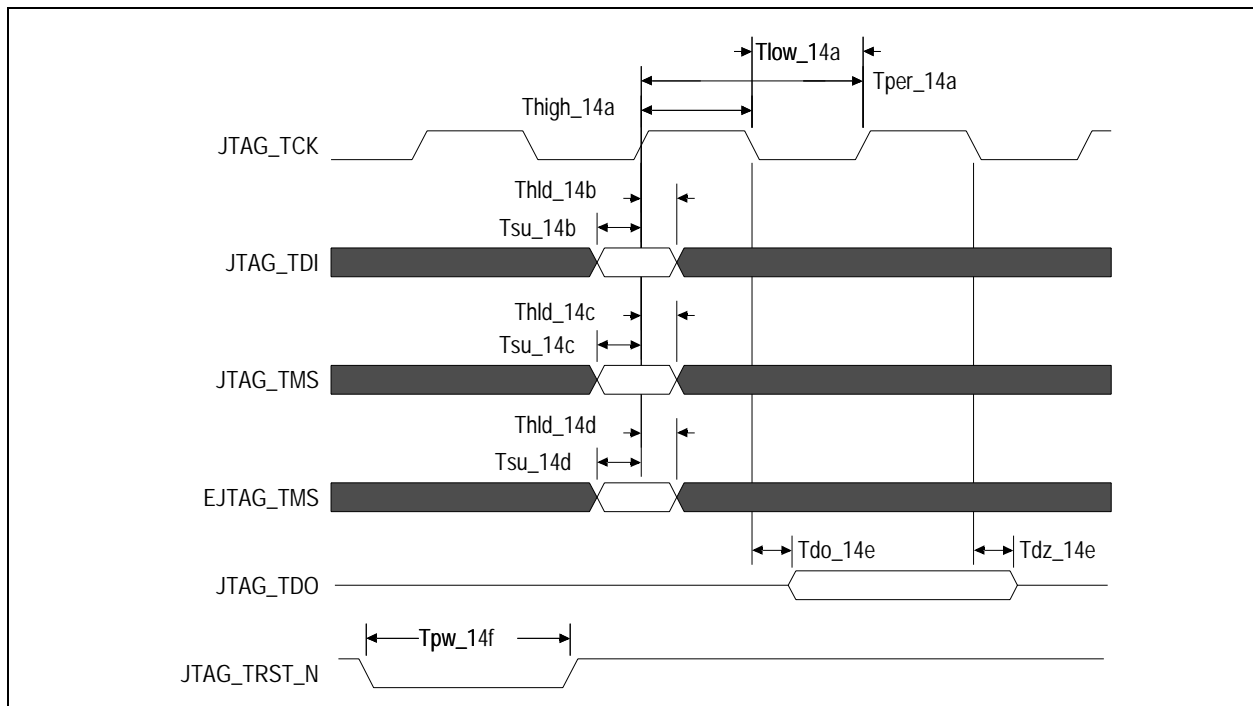 Tlow_14a
Tper_14a
Thigh_14a
JTAG_TCK
Thld_14b
Tsu_14b
JTAG_TDI
Thld_14c
Tsu_14c
JTAG_TMS
Thld_14d
Tsu_14d
EJTAG_TMS
Tdo_14e
Tdz_14e
JTAG_TDO
Tpw_14f
JTAG_TRST_N